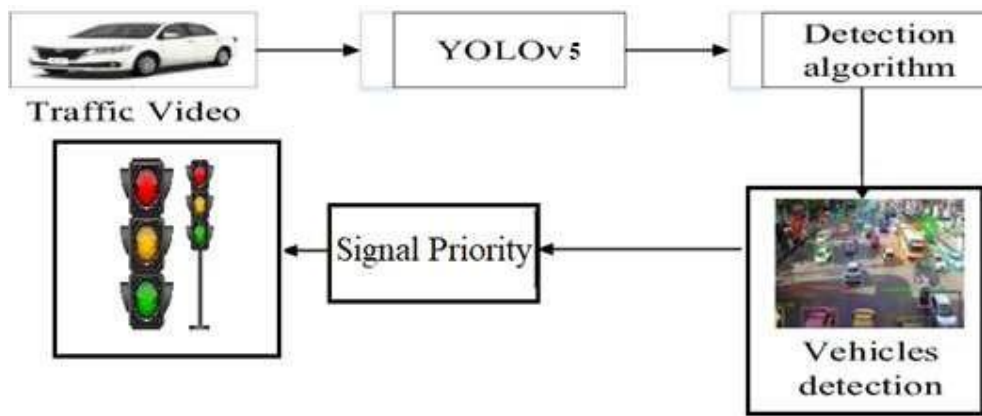 Traffic Video
YOLOv5
Detection
algorithm
Vehicles
detection
Signal Priority